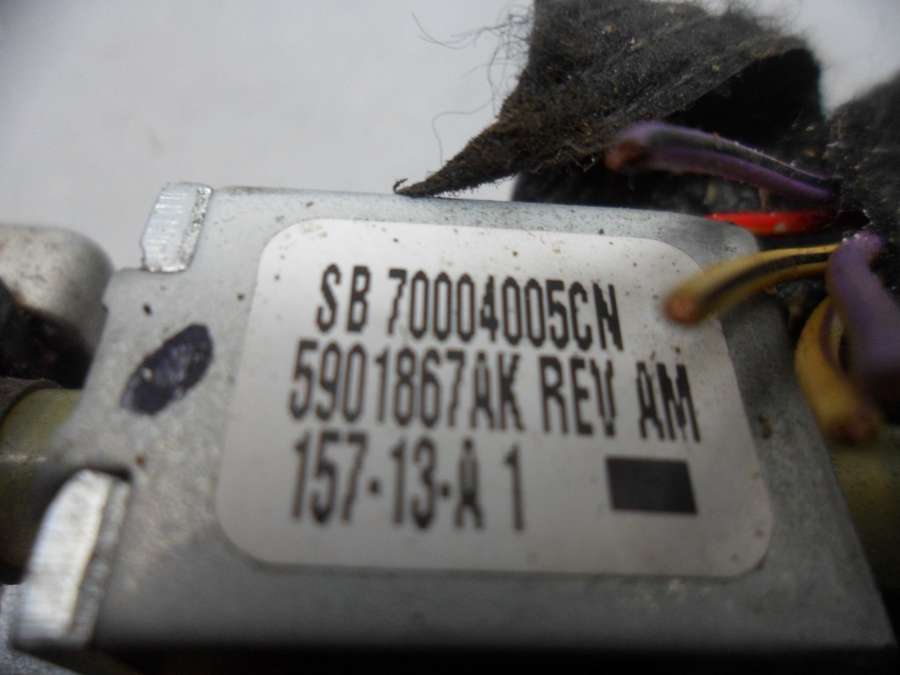 SB 70004005CN
5901867AK REV AM
157-13-A 1